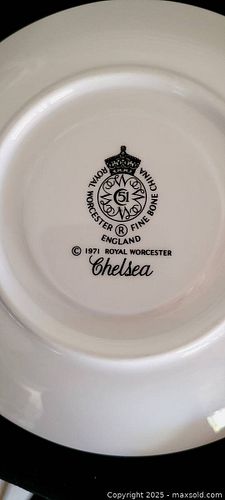 ROYAL WORCESTER FINE BONE CHINA
51
®
ENGLAND
© 1971 ROYAL WORCESTER
Chelsea
Copyright © 2025 - maxsold.com